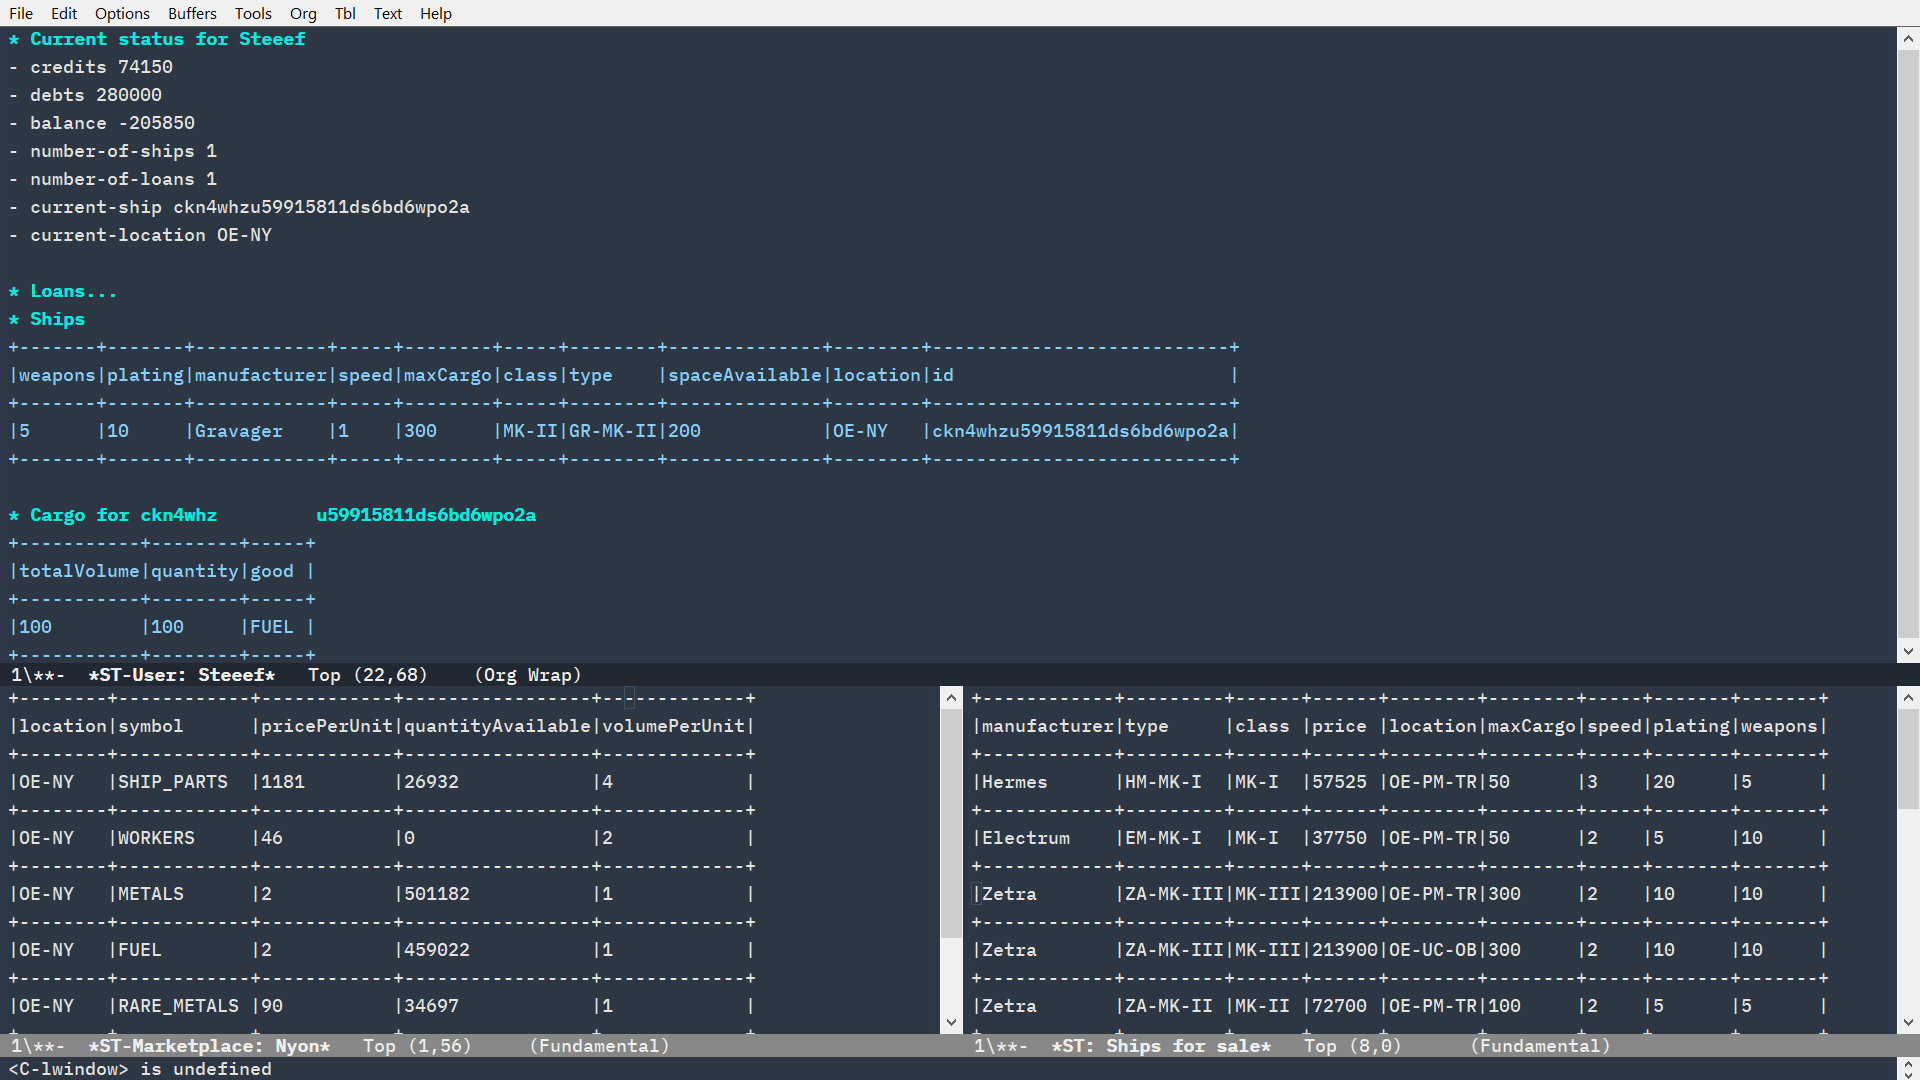 File Edit Options Buffers Tools Org Tbl Text Help
* Current status for Steeef
- credits 74150
- debts 280000
- balance -205850
- number-of-ships 1
- number-of-loans 1
- current-ship ckn4whzu59915811ds6bd6wpo2a
- current-location OE-NY
* Loans...
* Ships
+-------+-------+------------+-----+--------+-----+--------+--------------+--------+---------------------------+
|weapons|plating|manufacturer|speed|maxCargo|class|type    |spaceAvailable|location|id                         |
+-------+-------+------------+-----+--------+-----+--------+--------------+--------+---------------------------+
|5      |10     |Gravager    |1    |300     |MK-II|GR-MK-II|200           |OE-NY   |ckn4whzu59915811ds6bd6wpo2a|
+-------+-------+------------+-----+--------+-----+--------+--------------+--------+---------------------------+
* Cargo for ckn4whz         u59915811ds6bd6wpo2a
+-----------+--------+-----+
|totalVolume|quantity|good |
+-----------+--------+-----+
|100        |100     |FUEL |
+-----------+--------+-----+
1\**-  *ST-User: Steeef*   Top (22,68)    (Org Wrap)
+--------+------------+------------+-----------------+-------------+
|location|symbol      |pricePerUnit|quantityAvailable|volumePerUnit|
+--------+------------+------------+-----------------+-------------+
|OE-NY   |SHIP_PARTS  |1181        |26932            |4            |
+--------+------------+------------+-----------------+-------------+
|OE-NY   |WORKERS     |46          |0                |2            |
+--------+------------+------------+-----------------+-------------+
|OE-NY   |METALS      |2           |501182           |1            |
+--------+------------+------------+-----------------+-------------+
|OE-NY   |FUEL        |2           |459022           |1            |
+--------+------------+------------+-----------------+-------------+
|OE-NY   |RARE_METALS |90          |34697            |1            |
1\**-  *ST-Marketplace: Nyon*   Top (1,56)     (Fundamental)
+------------+---------+------+------+--------+--------+-----+-------+-------+
|manufacturer|type     |class |price |location|maxCargo|speed|plating|weapons|
+------------+---------+------+------+--------+--------+-----+-------+-------+
|Hermes      |HM-MK-I  |MK-I  |57525 |OE-PM-TR|50      |3    |20     |5      |
+------------+---------+------+------+--------+--------+-----+-------+-------+
|Electrum    |EM-MK-I  |MK-I  |37750 |OE-PM-TR|50      |2    |5      |10     |
+------------+---------+------+------+--------+--------+-----+-------+-------+
|Zetra       |ZA-MK-III|MK-III|213900|OE-PM-TR|300     |2    |10     |10     |
+------------+---------+------+------+--------+--------+-----+-------+-------+
|Zetra       |ZA-MK-III|MK-III|213900|OE-UC-OB|300     |2    |10     |10     |
+------------+---------+------+------+--------+--------+-----+-------+-------+
|Zetra       |ZA-MK-II |MK-II |72700 |OE-PM-TR|100     |2    |5      |5      |
1\**-  *ST: Ships for sale*   Top (8,0)      (Fundamental)
<C-lwindow> is undefined